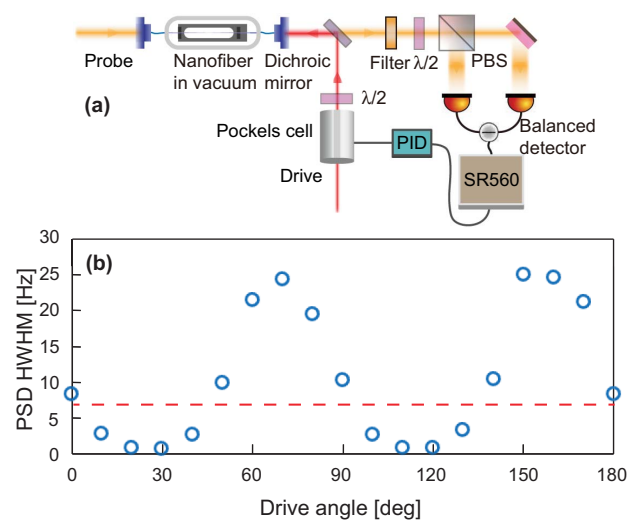 Probe
Nanofiber
in vacuum
Dichroic
mirror
Filter λ/2
PBS
(a)
λ/2
Pockels cell
PID
Balanced
detector
Drive
SR560
(b)
PSD HWHM [Hz]
30
25
20
15
10
5
0
0 30 60 90 120 150 180
Drive angle [deg]